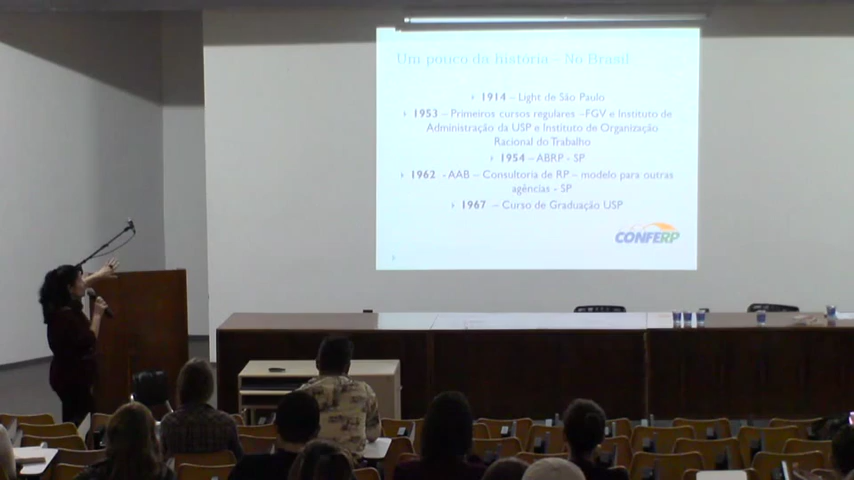 Um pouco da história – No Brasil
1914 – Light de São Paulo
1953 – Primeiros cursos regulares –FGV e Instituto de
Administração da USP e Instituto de Organização
Racional do Trabalho
1954 – ABRP - SP
1962 - AAB – Consultoria de RP – modelo para outras
agências - SP
1967 – Curso de Graduação USP
CONFERP